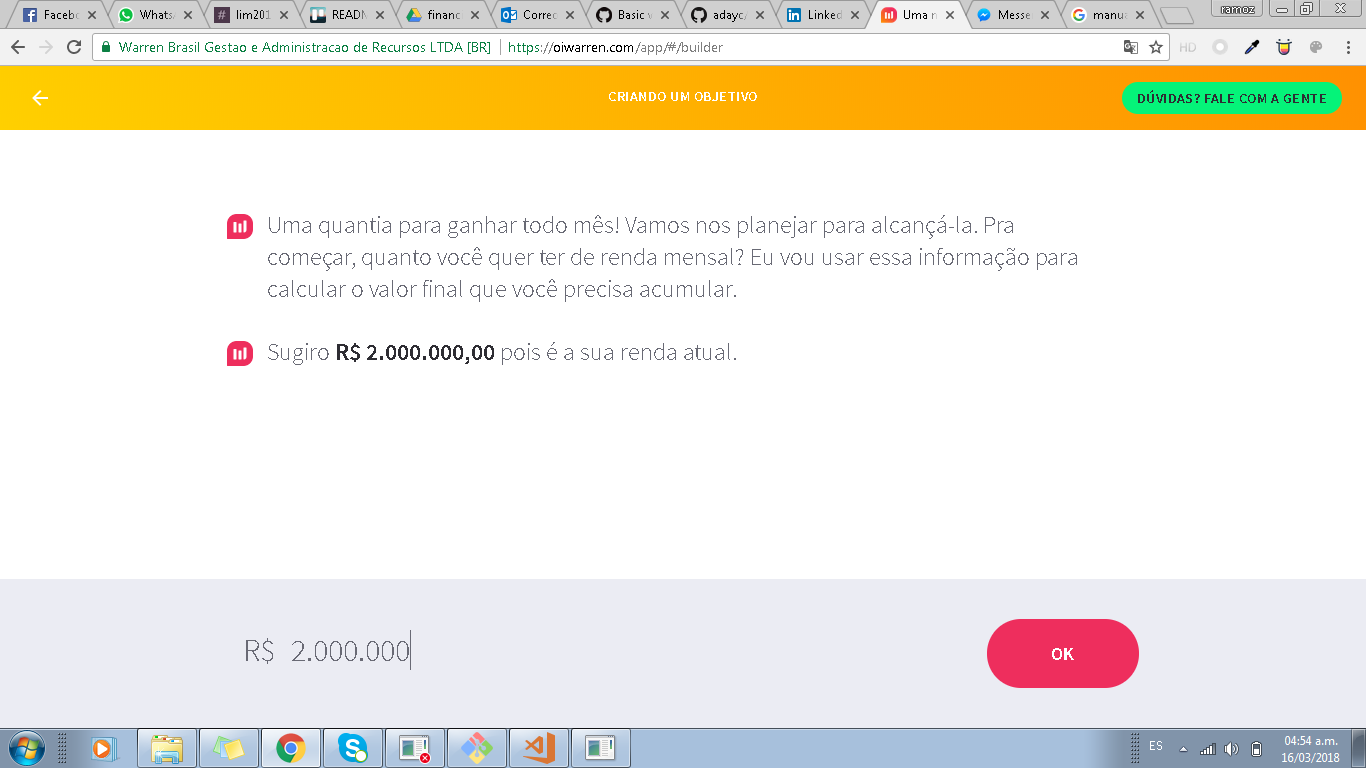 Facebo
Whats
lim201
READM
financ
Correc
Basic
adayc
Linked
Uma
Messe
manu
ramoz
Warren Brasil Gestao e Administracao de Recursos LTDA [BR]
https://oiwarren.com/app/#/builder
HD
CRIANDO UM OBJETIVO
DÚVIDAS? FALE COM A GENTE
Uma quantia para ganhar todo mês! Vamos nos planejar para alcançá-la. Pra
começar, quanto você quer ter de renda mensal? Eu vou usar essa informação para
calcular o valor final que você precisa acumular.
Sugiro R$ 2.000.000,00 pois é a sua renda atual.
R$ 2.000.000
OK
ES
04:54 a.m.
16/03/2018